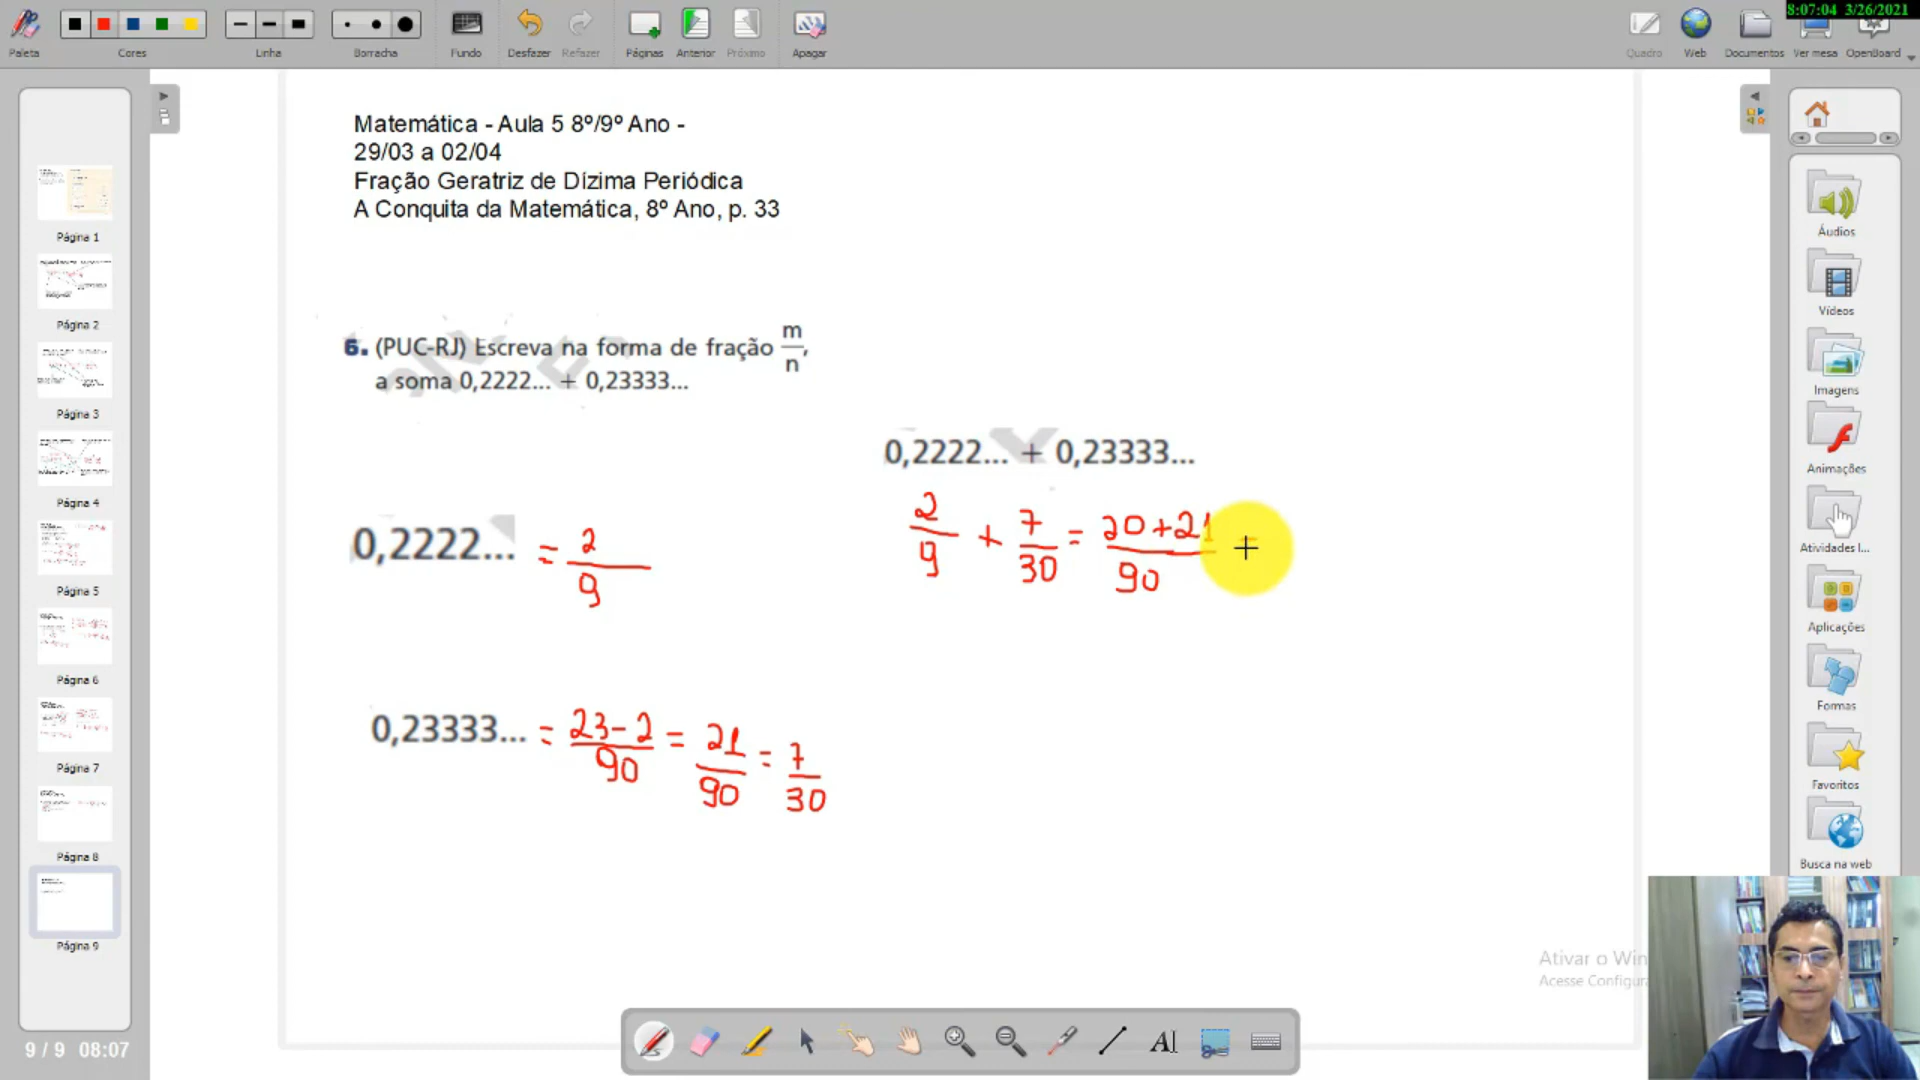 8:07:04 3/26/2021
Paleta
Cores
Linha
Borracha
Fundo
Desfazer
Refazer
Páginas
Anterior
Próximo
Apagar
Quadro
Web
Documentos
Ver mesa
OpenBoard
Página 1
Página 2
Página 3
Página 4
Página 5
Página 6
Página 7
Página 8
Página 9
9 / 9 08:07
Matemática - Aula 5 8º/9º Ano -
29/03 a 02/04
Fração Geratriz de Dízima Periódica
A Conquita da Matemática, 8º Ano, p. 33
6. (PUC-RJ) Escreva na forma de fração m/n,
a soma 0,2222... + 0,23333...
0,2222... = 2/9
0,23333... = 23-2/90 = 21/90 = 7/30
0,2222... + 0,23333...
2/9 + 7/30 = 20+21/90
Áudios
Vídeos
Imagens
Animações
Atividades I...
Aplicações
Formas
Favoritos
Busca na web
Ativar o Win
Acesse Configura
AI